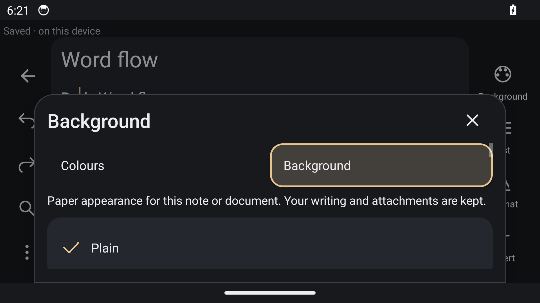 6:21
Saved · on this device
Word flow
Background
Background
Colours
Background
Paper appearance for this note or document. Your writing and attachments are kept.
Plain